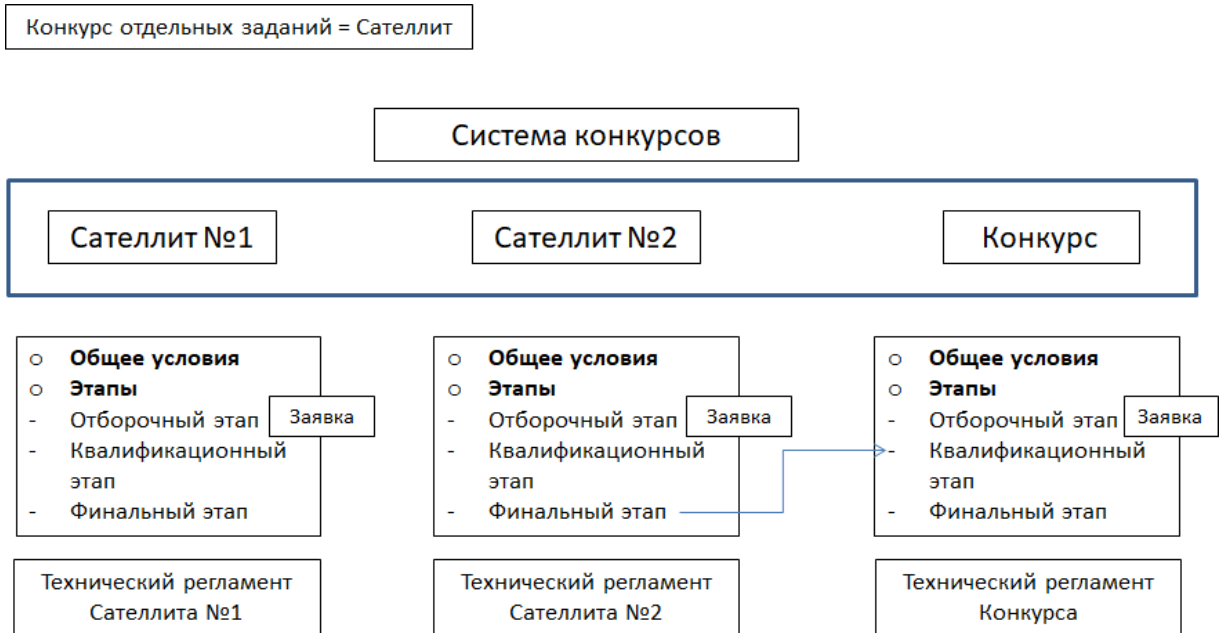 Конкурс отдельных заданий = Сателлит
Система конкурсов
Сателлит №1
Сателлит №2
Конкурс
o Общее условия
o Этапы
- Отборочный этап
Заявка
- Квалификационный
этап
- Финальный этап
o Общее условия
o Этапы
- Отборочный этап
Заявка
- Квалификационный
этап
- Финальный этап
o Общее условия
o Этапы
- Отборочный этап
Заявка
- Квалификационный
этап
- Финальный этап
Технический регламент
Сателлита №1
Технический регламент
Сателлита №2
Технический регламент
Конкурса